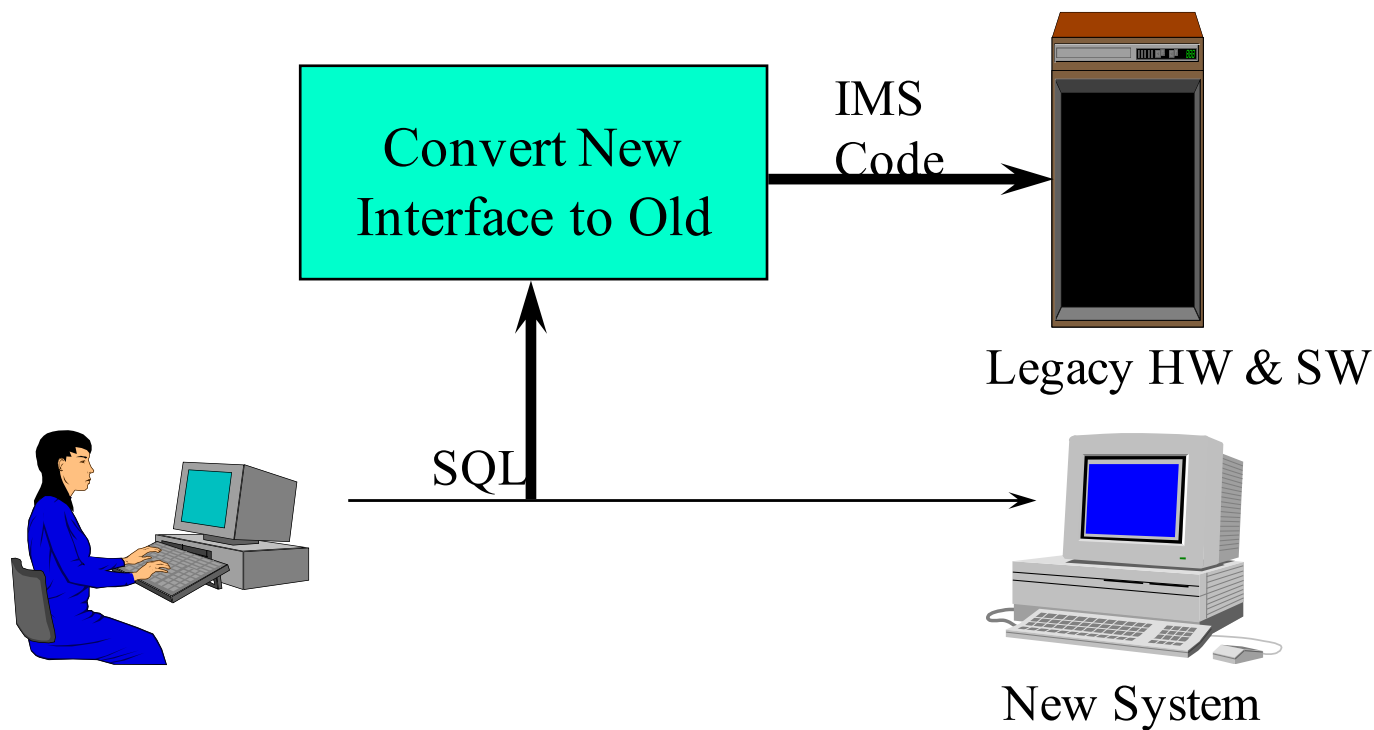 Convert New
Interface to Old
IMS
Code
Legacy HW & SW
SQL
New System